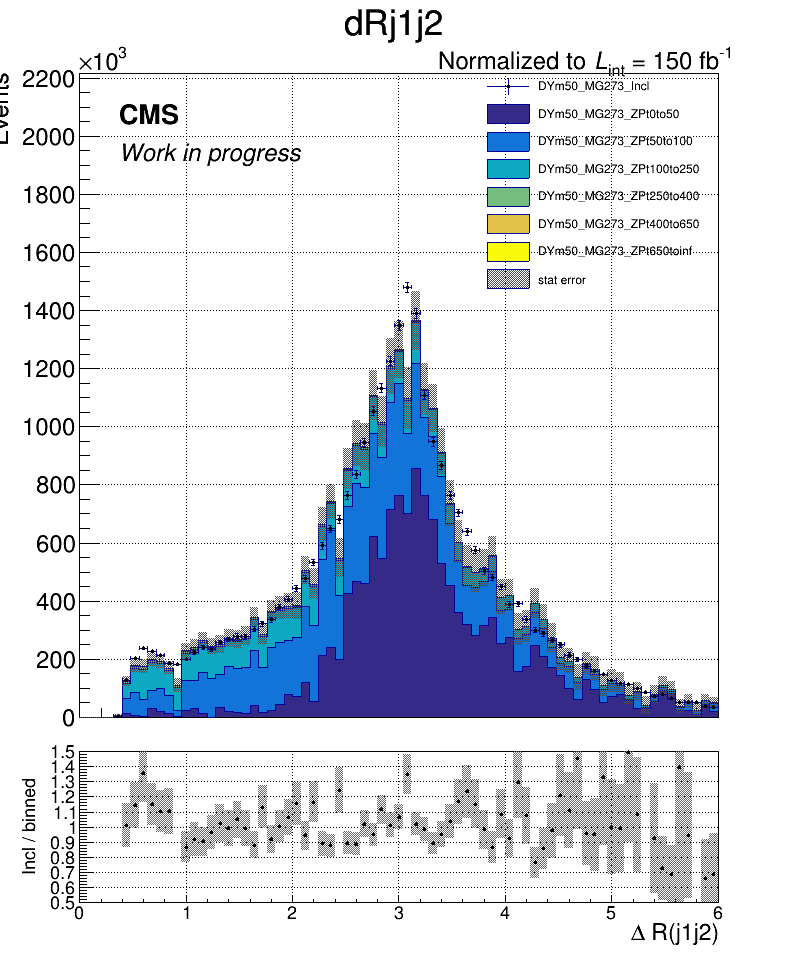 dRj1j2
×10³
Normalized to L_int = 150 fb⁻¹
Events
CMS
Work in progress
DYm50_MG273_Incl
DYm50_MG273_ZPt0to50
DYm50_MG273_ZPt50to100
DYm50_MG273_ZPt100to250
DYm50_MG273_ZPt250to400
DYm50_MG273_ZPt400to650
DYm50_MG273_ZPt650toinf
stat error
2200
2000
1800
1600
1400
1200
1000
800
600
400
200
0
Incl / binned
1.5
1.4
1.3
1.2
1.1
1
0.9
0.8
0.7
0.6
0.5
0 1 2 3 4 5 6
Δ R(j1j2)